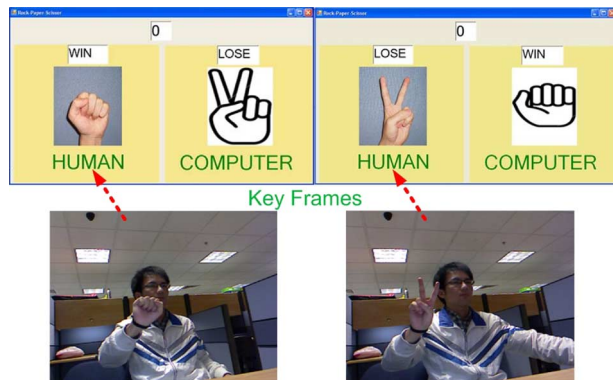 Rock-Paper Scissor
0
WIN
LOSE
HUMAN
COMPUTER
Rock-Paper Scissor
0
LOSE
WIN
HUMAN
COMPUTER
Key Frames